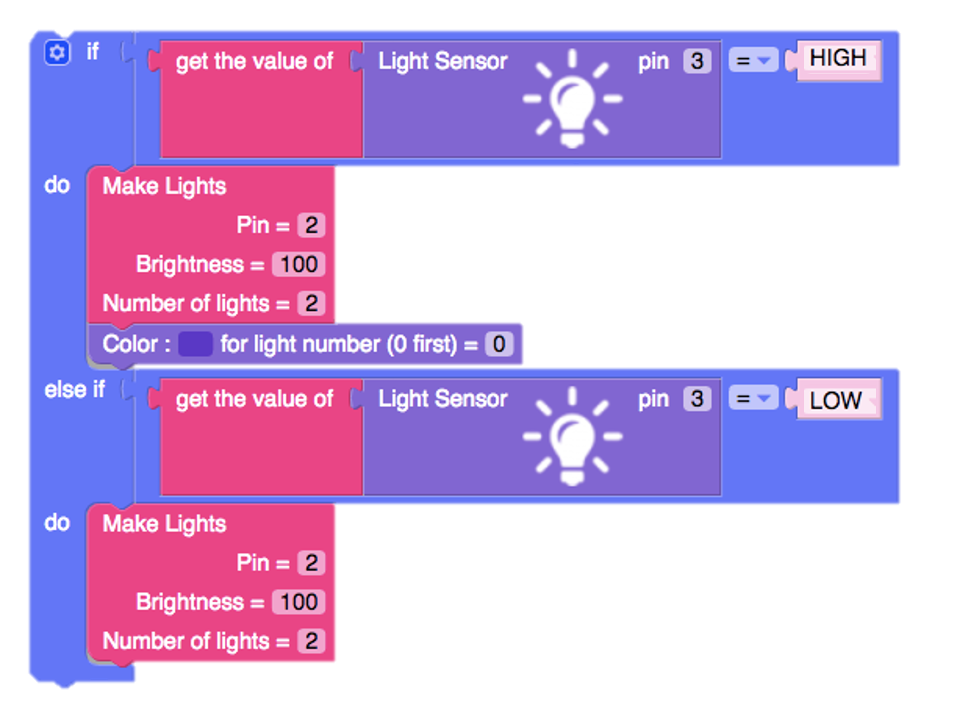 if get the value of Light Sensor pin 3 = HIGH
do Make Lights
Pin = 2
Brightness = 100
Number of lights = 2
Color : for light number (0 first) = 0
else if get the value of Light Sensor pin 3 = LOW
do Make Lights
Pin = 2
Brightness = 100
Number of lights = 2